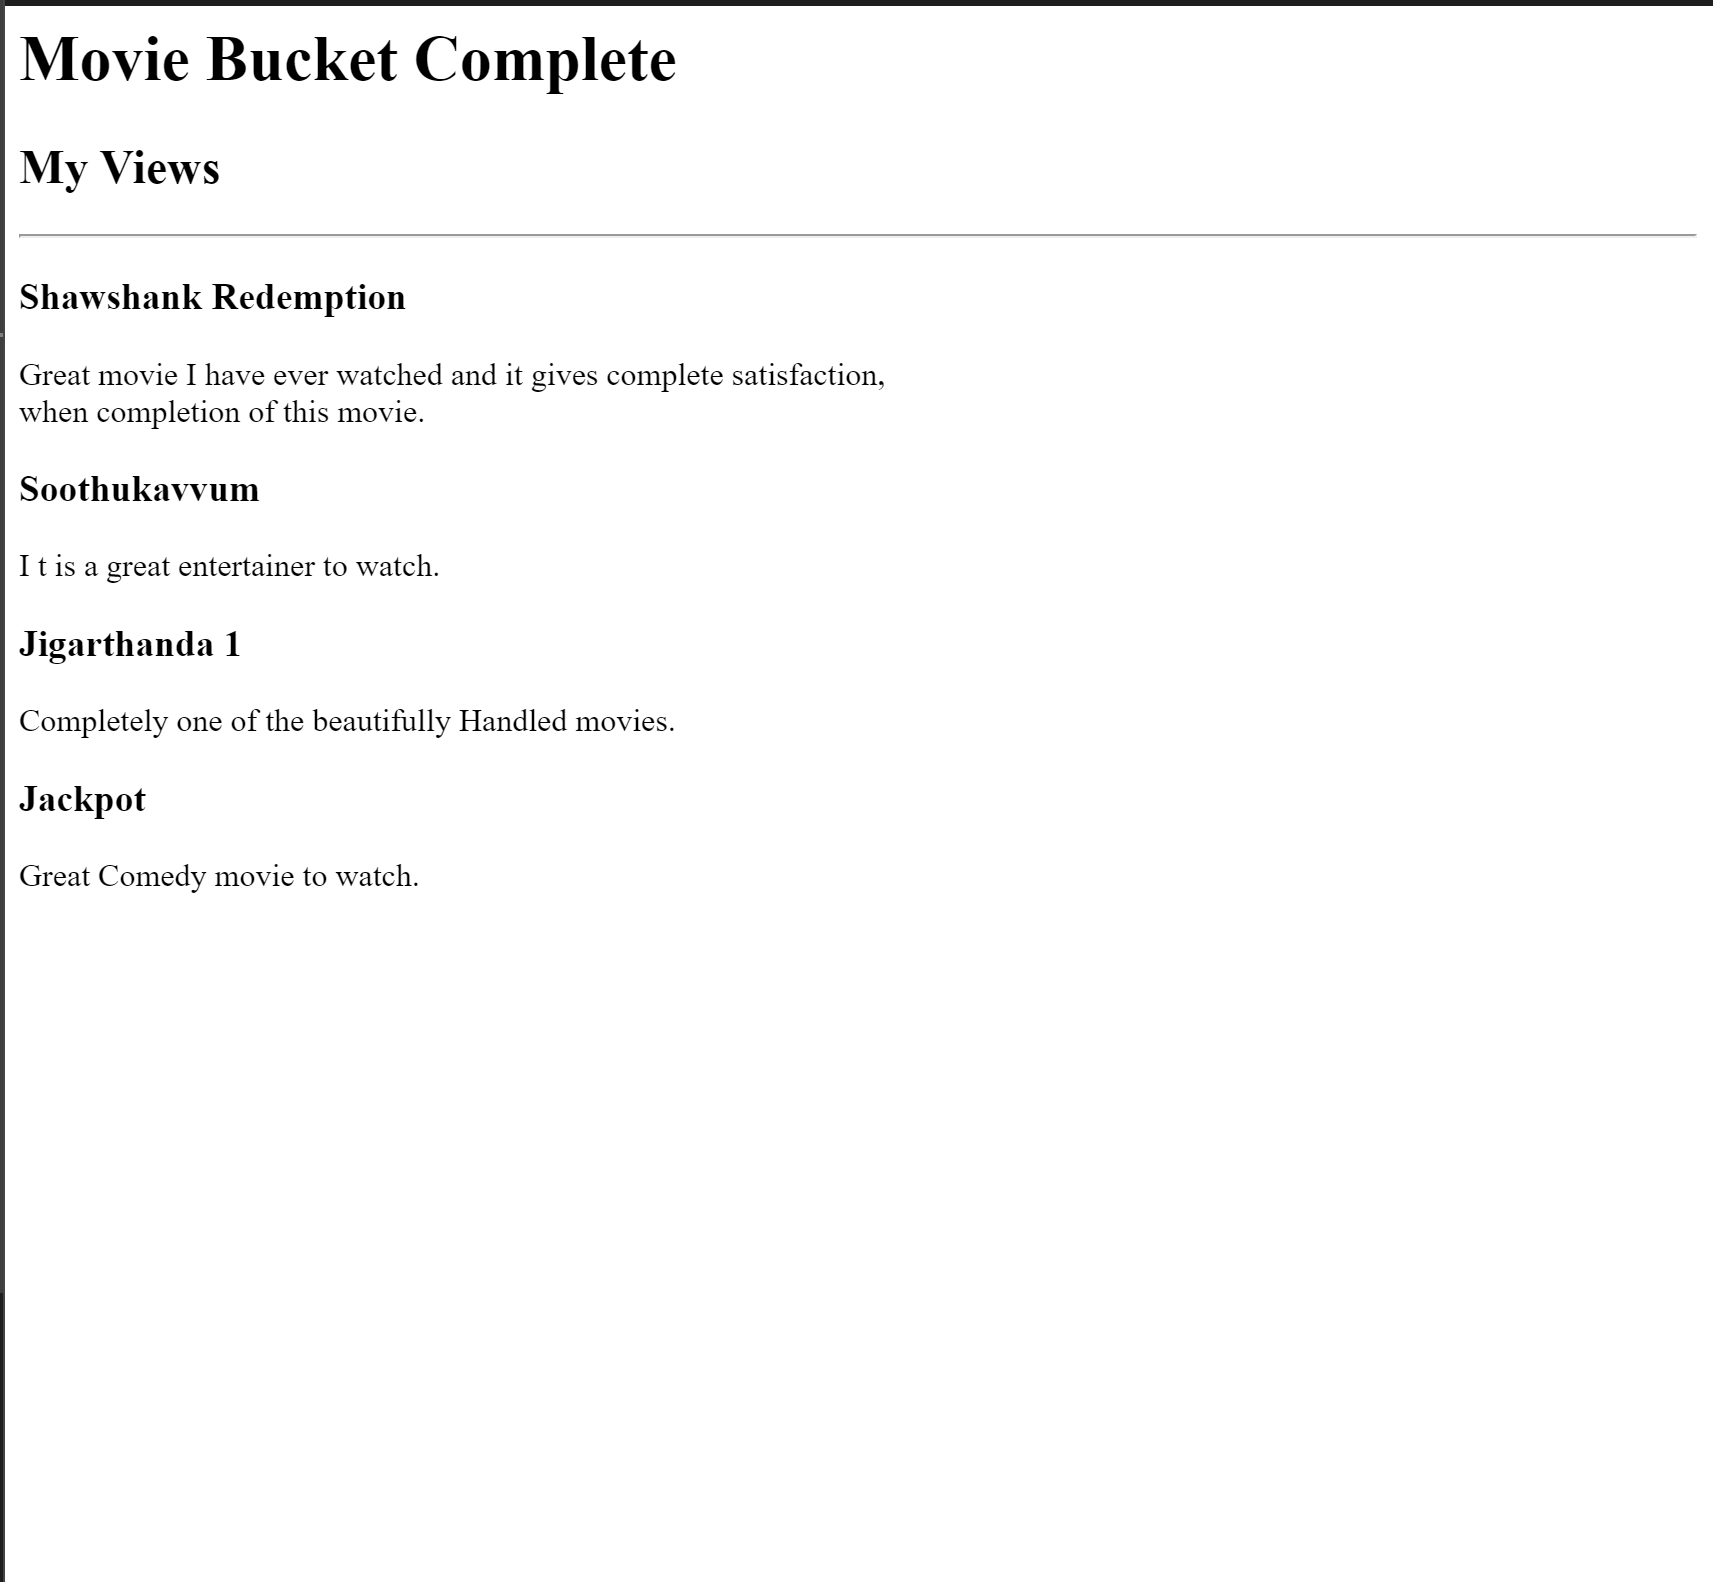 Movie Bucket Complete
My Views
Shawshank Redemption
Great movie I have ever watched and it gives complete satisfaction,
when completion of this movie.
Soothukavvum
I t is a great entertainer to watch.
Jigarthanda 1
Completely one of the beautifully Handled movies.
Jackpot
Great Comedy movie to watch.